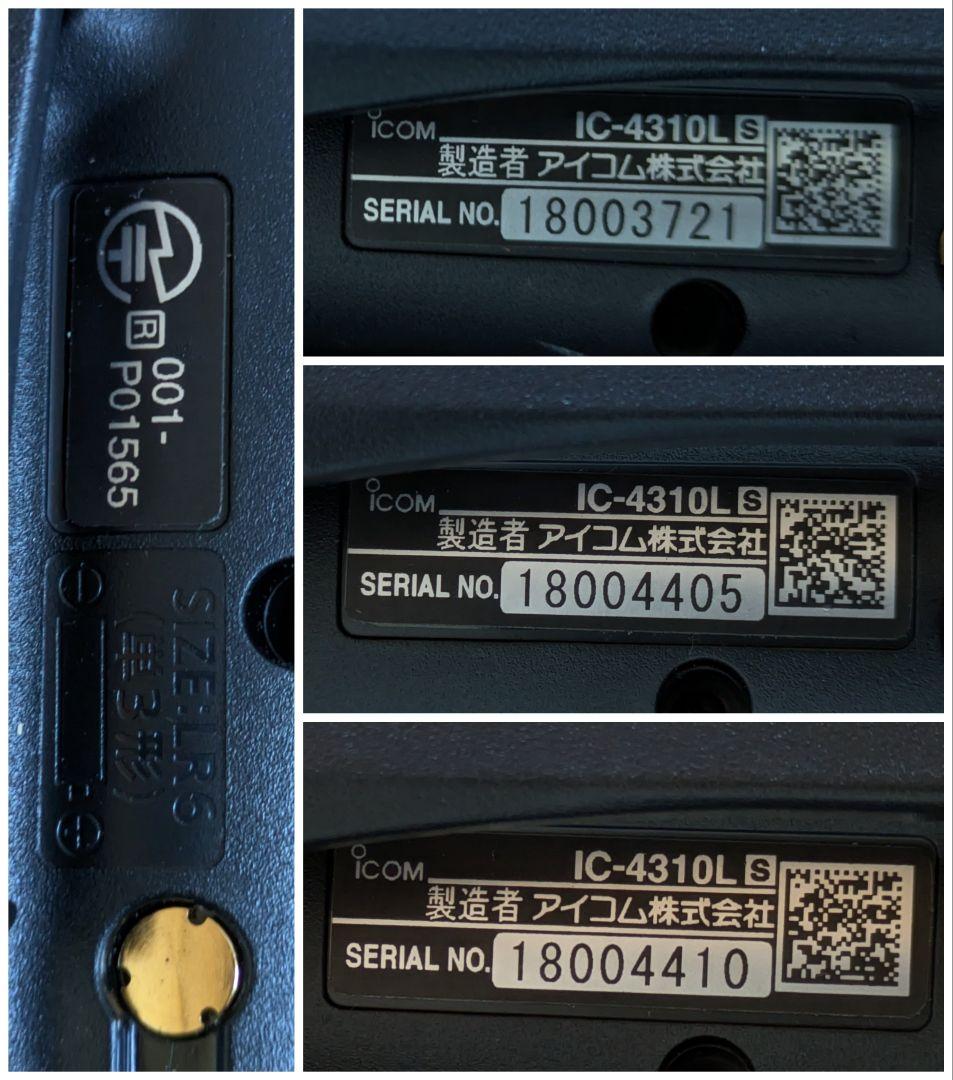 R 001-
P01565
SIZE:LR6
(単3形)
iCOM IC-4310L S
製造者 アイコム株式会社
SERIAL NO. 18003721
iCOM IC-4310L S
製造者 アイコム株式会社
SERIAL NO. 18004405
iCOM IC-4310L S
製造者 アイコム株式会社
SERIAL NO. 18004410